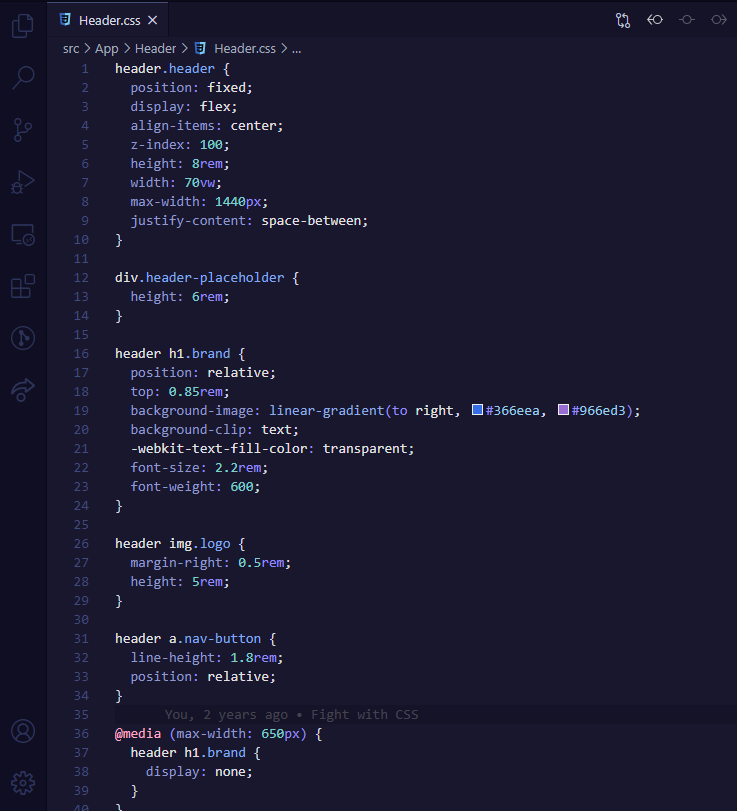 Header.css
src > App > Header > Header.css > ...
1 header.header {
2   position: fixed;
3   display: flex;
4   align-items: center;
5   z-index: 100;
6   height: 8rem;
7   width: 70vw;
8   max-width: 1440px;
9   justify-content: space-between;
10 }
11
12 div.header-placeholder {
13   height: 6rem;
14 }
15
16 header h1.brand {
17   position: relative;
18   top: 0.85rem;
19   background-image: linear-gradient(to right, #366eea, #966ed3);
20   background-clip: text;
21   -webkit-text-fill-color: transparent;
22   font-size: 2.2rem;
23   font-weight: 600;
24 }
25
26 header img.logo {
27   margin-right: 0.5rem;
28   height: 5rem;
29 }
30
31 header a.nav-button {
32   line-height: 1.8rem;
33   position: relative;
34 }
35 You, 2 years ago • Fight with CSS
36 @media (max-width: 650px) {
37   header h1.brand {
38     display: none;
39   }
40 }